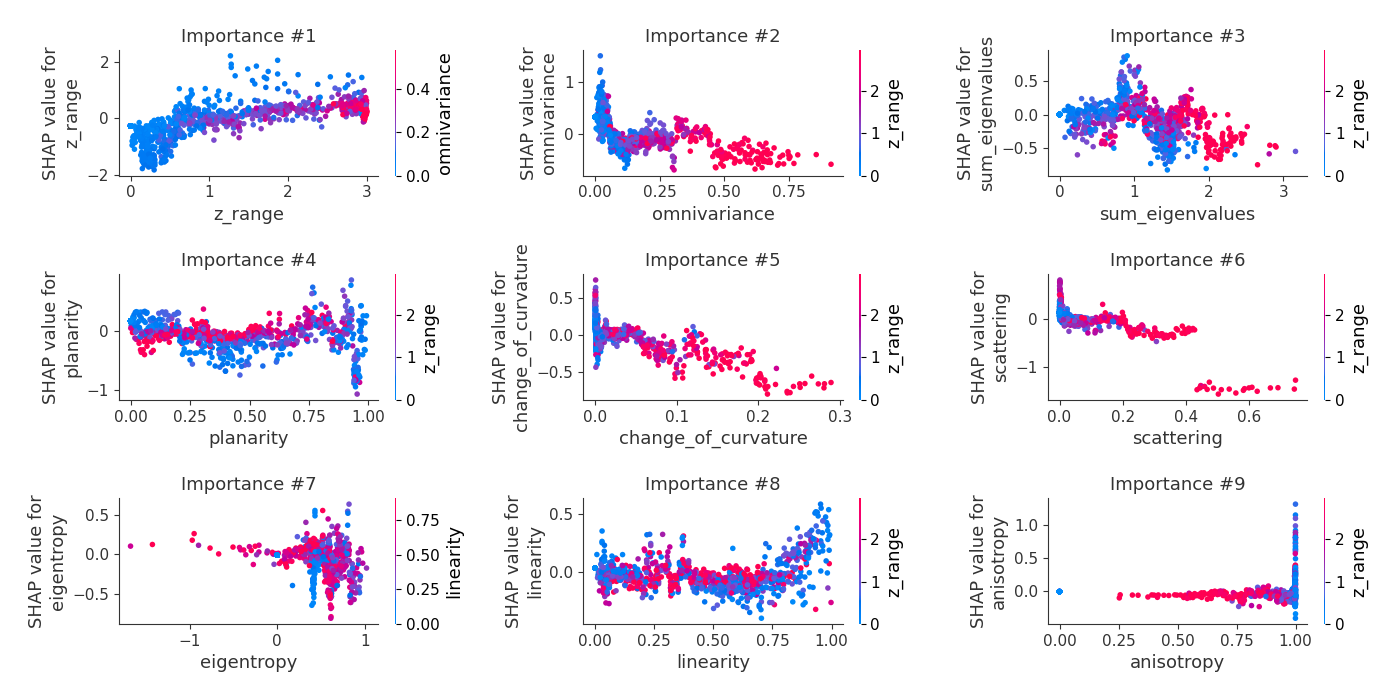 Importance #1
SHAP value for
z_range
2
0
−2
0
1
2
3
z_range
0.4
0.2
0.0
omnivariance
Importance #2
SHAP value for
omnivariance
1
0
0.00
0.25
0.50
0.75
omnivariance
2
1
0
z_range
Importance #3
SHAP value for
sum_eigenvalues
0.5
0.0
−0.5
0
1
2
3
sum_eigenvalues
2
1
0
z_range
Importance #4
SHAP value for
planarity
0
−1
0.00
0.25
0.50
0.75
1.00
planarity
2
1
0
z_range
Importance #5
SHAP value for
change_of_curvature
0.5
0.0
−0.5
0.0
0.1
0.2
0.3
change_of_curvature
2
1
0
z_range
Importance #6
SHAP value for
scattering
0
−1
0.0
0.2
0.4
0.6
scattering
2
1
0
z_range
Importance #7
SHAP value for
eigentropy
0.5
0.0
−0.5
−1
0
1
eigentropy
0.75
0.50
0.25
0.00
linearity
Importance #8
SHAP value for
linearity
0.5
0.0
0.00
0.25
0.50
0.75
1.00
linearity
2
1
0
z_range
Importance #9
SHAP value for
anisotropy
1.0
0.5
0.0
0.00
0.25
0.50
0.75
1.00
anisotropy
2
1
0
z_range